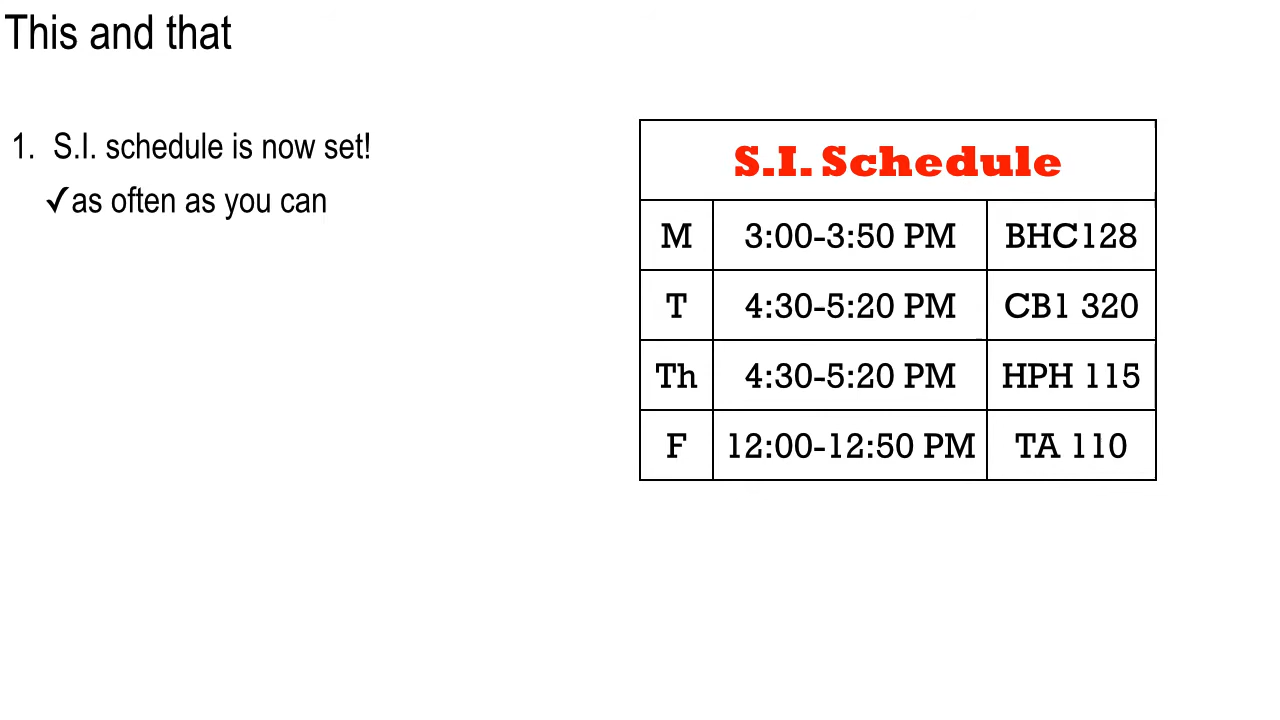 This and that
1. S.I. schedule is now set!
✓as often as you can
S.I. Schedule
M 3:00-3:50 PM BHC128
T 4:30-5:20 PM CB1 320
Th 4:30-5:20 PM HPH 115
F 12:00-12:50 PM TA 110